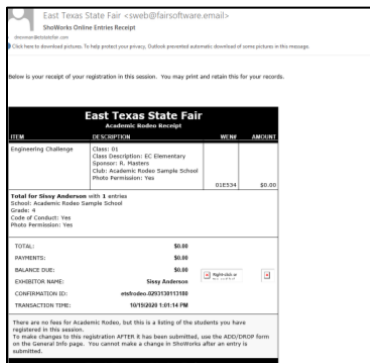 East Texas State Fair <sweb@fairsoftware.email>
ShoWorks Online Entries Receipt
Click here to download pictures. To help protect your privacy, Outlook prevented automatic download of some pictures in this message.
Below is your receipt of your registration in this session. You may print and retain this for your records.
East Texas State Fair
Academic Rodeo Receipt
ITEM DESCRIPTION WEN# AMOUNT
Engineering Challenge Class: 01
Class Description: EC Elementary
Sponsor: R. Masters
Club: Academic Rodeo Sample School
Photo Permission: Yes
01E534 $0.00
Total for Sissy Anderson with 1 entries
School: Academic Rodeo Sample School
Grade: 4
Code of Conduct: Yes
Photo Permission: Yes
TOTAL: $0.00
PAYMENTS: $0.00
BALANCE DUE: $0.00
EXHIBITOR NAME: Sissy Anderson
CONFIRMATION ID: etsfrodeo-0293130113180
TRANSACTION TIME: 10/15/2020 1:01:14 PM
There are no fees for Academic Rodeo, but this is a listing of the students you have
registered in this session.
To make changes to this registration AFTER it has been submitted, use the ADD/DROP form
on the General Info page. You cannot make a change in ShoWorks after an entry is
submitted.